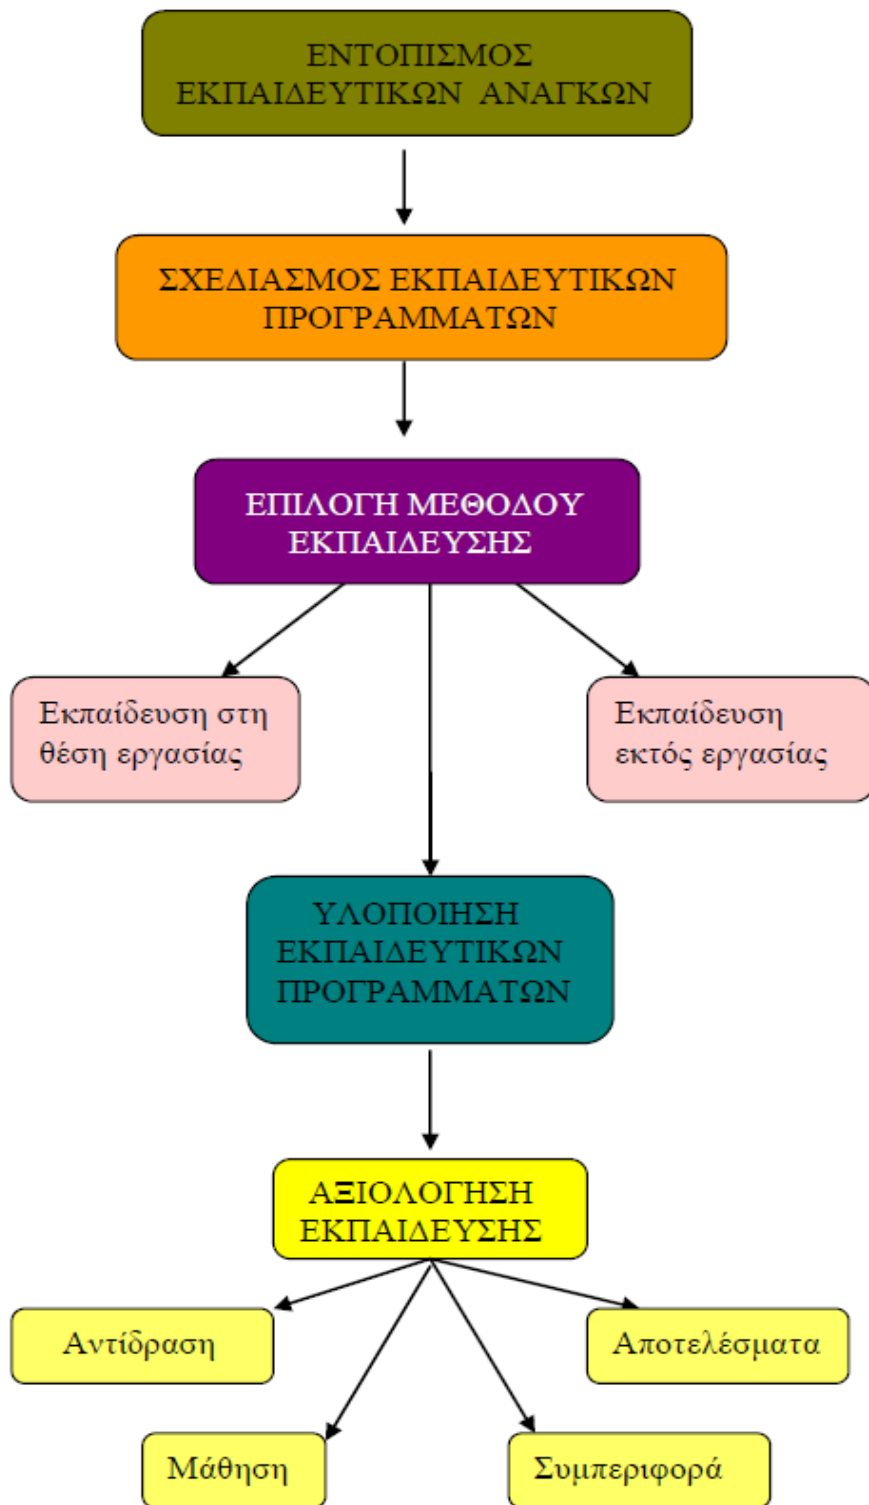 ΕΝΤΟΠΙΣΜΟΣ
ΕΚΠΑΙΔΕΥΤΙΚΩΝ ΑΝΑΓΚΩΝ
ΣΧΕΔΙΑΣΜΟΣ ΕΚΠΑΙΔΕΥΤΙΚΩΝ
ΠΡΟΓΡΑΜΜΑΤΩΝ
ΕΠΙΛΟΓΗ ΜΕΘΟΔΟΥ
ΕΚΠΑΙΔΕΥΣΗΣ
Εκπαίδευση στη
θέση εργασίας
Εκπαίδευση
εκτός εργασίας
ΥΛΟΠΟΙΗΣΗ
ΕΚΠΑΙΔΕΥΤΙΚΩΝ
ΠΡΟΓΡΑΜΜΑΤΩΝ
ΑΞΙΟΛΟΓΗΣΗ
ΕΚΠΑΙΔΕΥΣΗΣ
Αντίδραση
Αποτελέσματα
Μάθηση
Συμπεριφορά